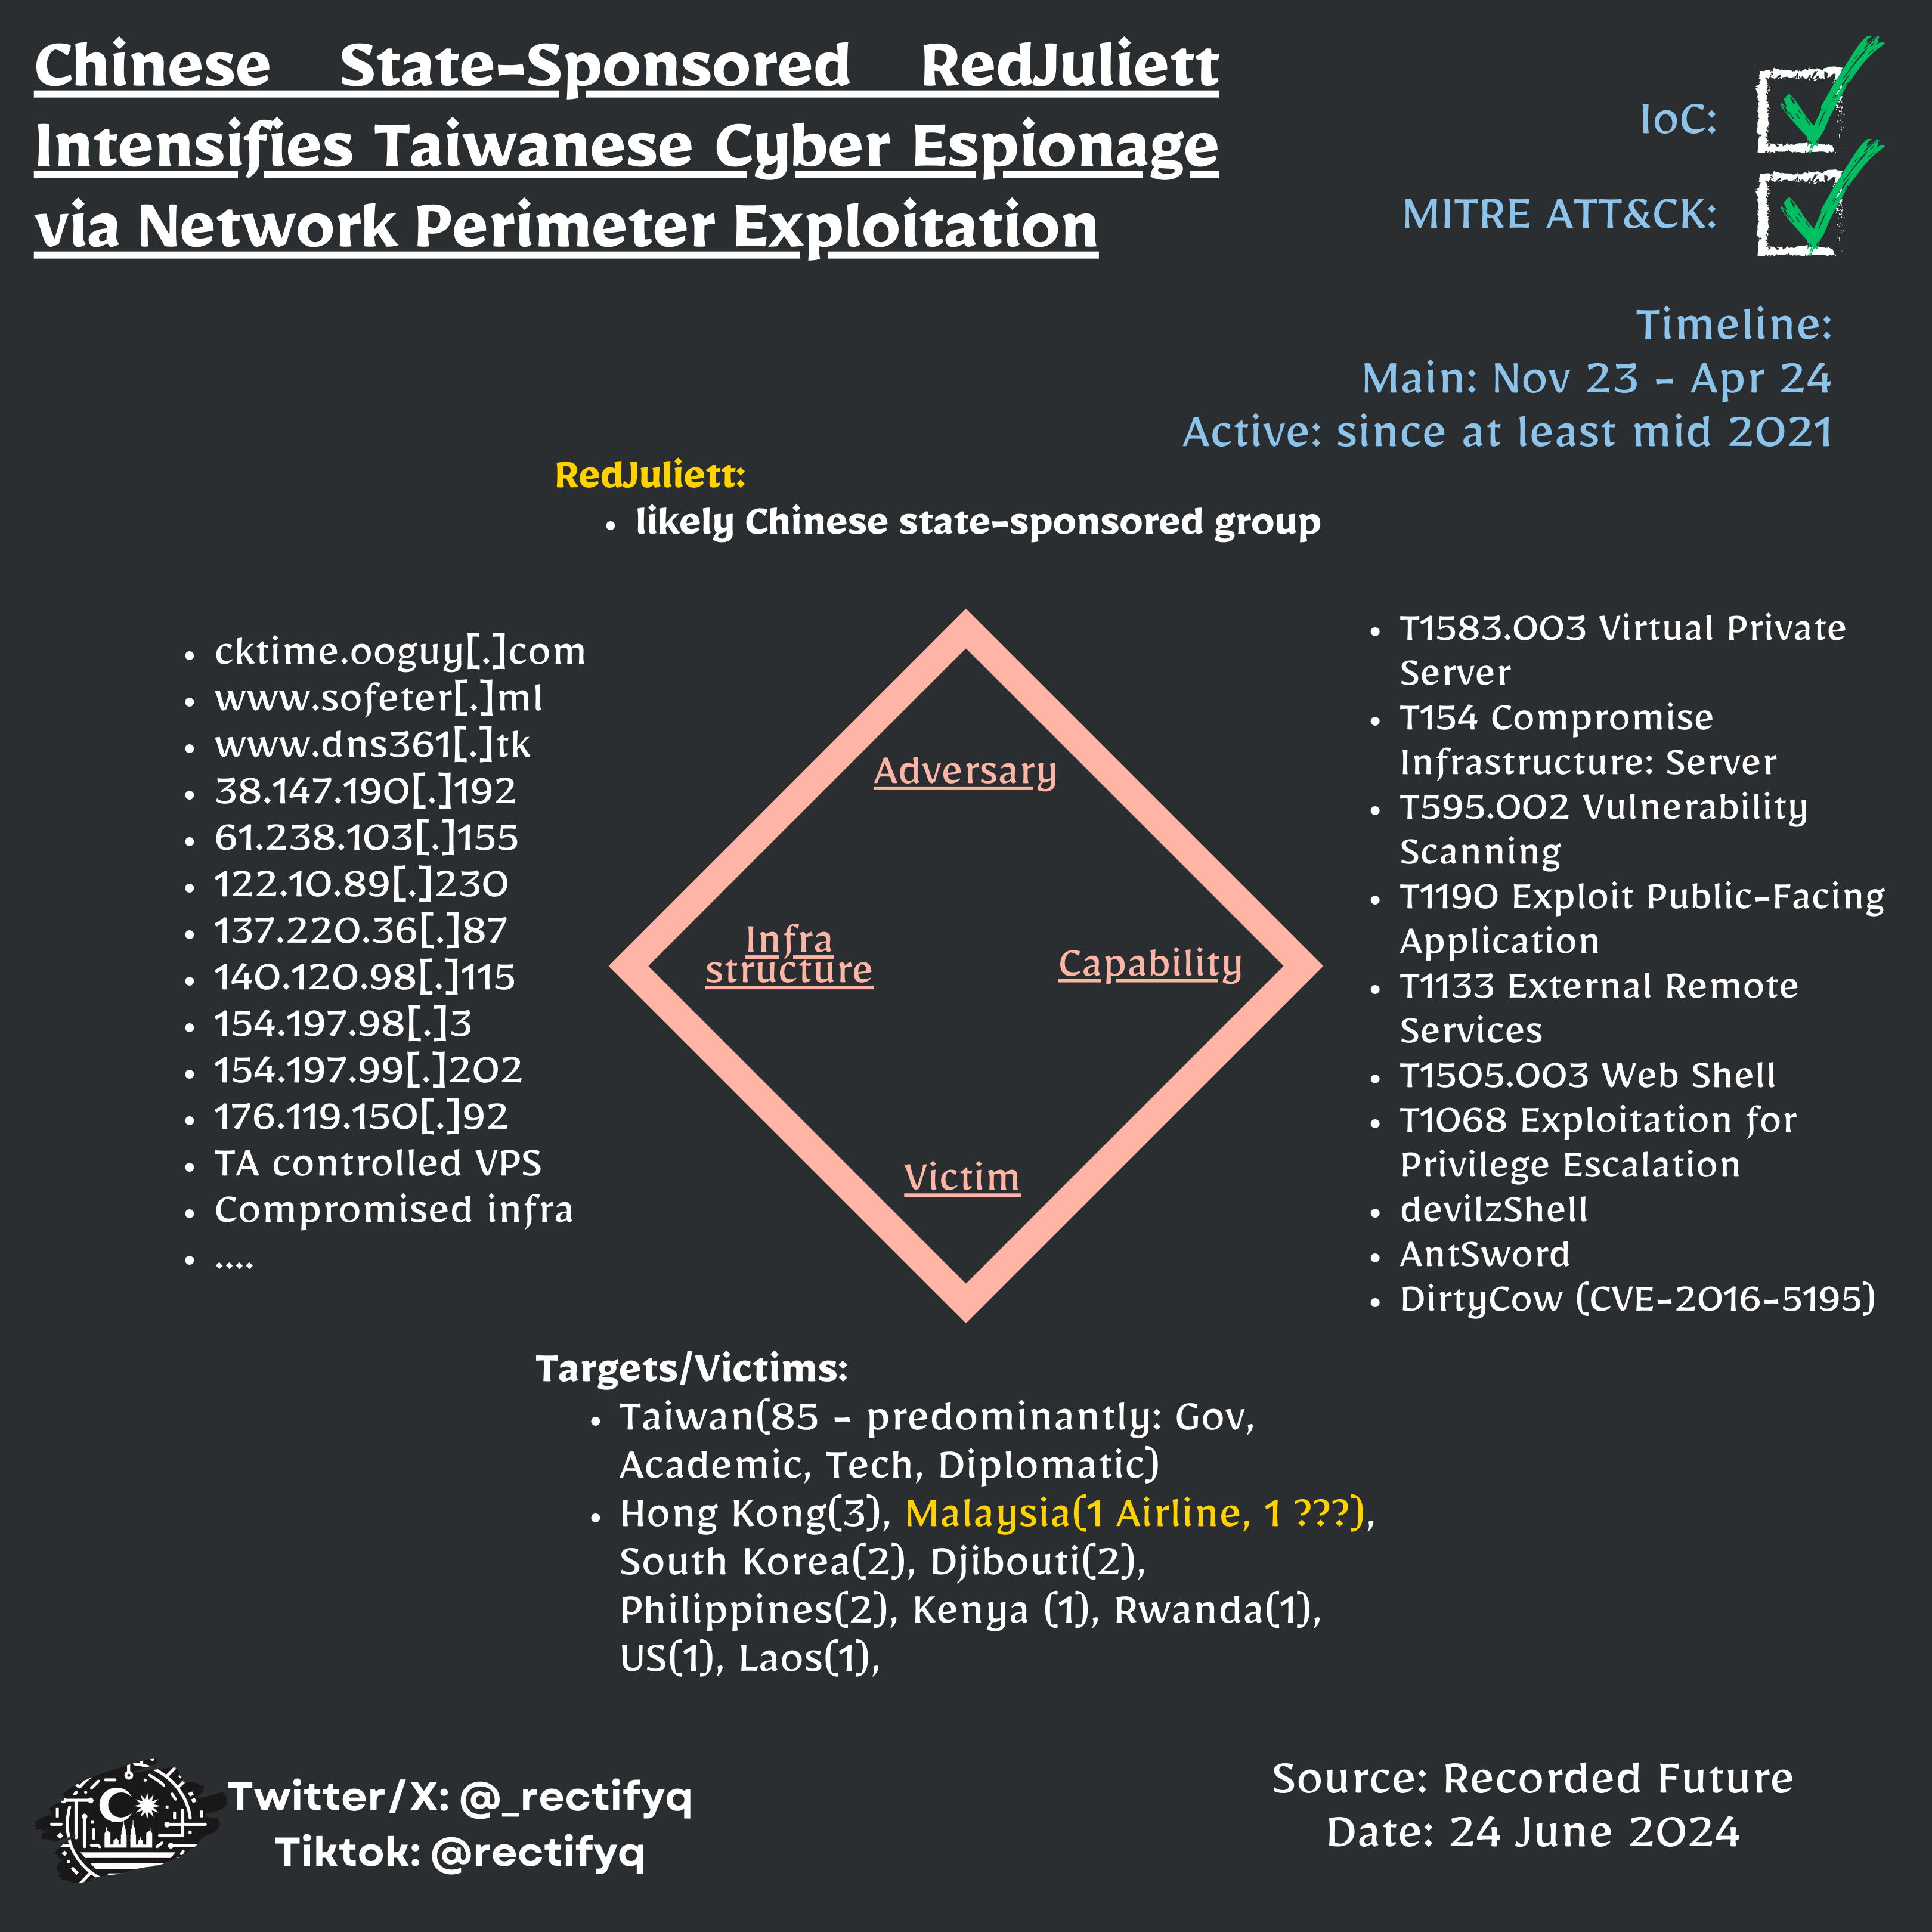 Chinese State-Sponsored RedJuliett
Intensifies Taiwanese Cyber Espionage
via Network Perimeter Exploitation
IoC:
MITRE ATT&CK:
Timeline:
Main: Nov 23 - Apr 24
Active: since at least mid 2021
RedJuliett:
• likely Chinese state-sponsored group
• cktime.ooguy[.]com
• www.sofeter[.]ml
• www.dns361[.]tk
• 38.147.190[.]192
• 61.238.103[.]155
• 122.10.89[.]230
• 137.220.36[.]87
• 140.120.98[.]115
• 154.197.98[.]3
• 154.197.99[.]202
• 176.119.150[.]92
• TA controlled VPS
• Compromised infra
• ....
Adversary
Infra
structure
Capability
Victim
• T1583.003 Virtual Private
Server
• T154 Compromise
Infrastructure: Server
• T595.002 Vulnerability
Scanning
• T1190 Exploit Public-Facing
Application
• T1133 External Remote
Services
• T1505.003 Web Shell
• T1068 Exploitation for
Privilege Escalation
• devilzShell
• AntSword
• DirtyCow (CVE-2016-5195)
Targets/Victims:
• Taiwan(85 - predominantly: Gov,
Academic, Tech, Diplomatic)
• Hong Kong(3), Malaysia(1 Airline, 1 ???),
South Korea(2), Djibouti(2),
Philippines(2), Kenya (1), Rwanda(1),
US(1), Laos(1),
Twitter/X: @_rectifyq
Tiktok: @rectifyq
Source: Recorded Future
Date: 24 June 2024